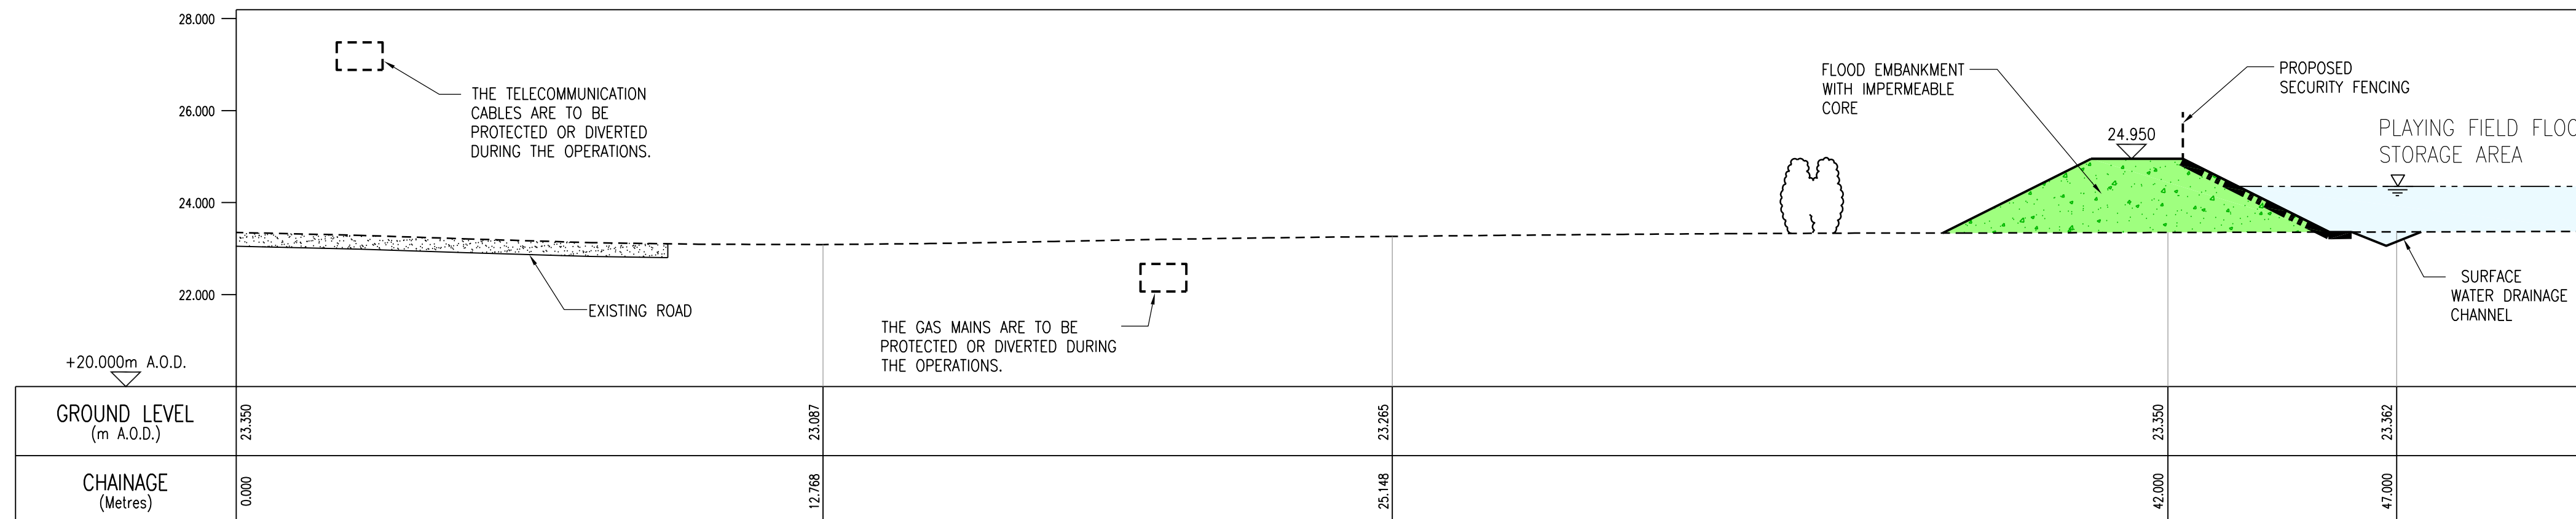 28.000
26.000
24.000
22.000
THE TELECOMMUNICATION
CABLES ARE TO BE
PROTECTED OR DIVERTED
DURING THE OPERATIONS.
EXISTING ROAD
THE GAS MAINS ARE TO BE
PROTECTED OR DIVERTED DURING
THE OPERATIONS.
FLOOD EMBANKMENT
WITH IMPERMEABLE
CORE
24.950
PROPOSED
SECURITY FENCING
PLAYING FIELD
STORAGE AREA
SURFACE
WATER DRAINAGE
CHANNEL
+20.000m A.O.D.
GROUND LEVEL
(m A.O.D.)
23.350
23.087
23.265
23.350
23.362
CHAINAGE
(Metres)
0.000
12.768
25.148
42.000
47.000